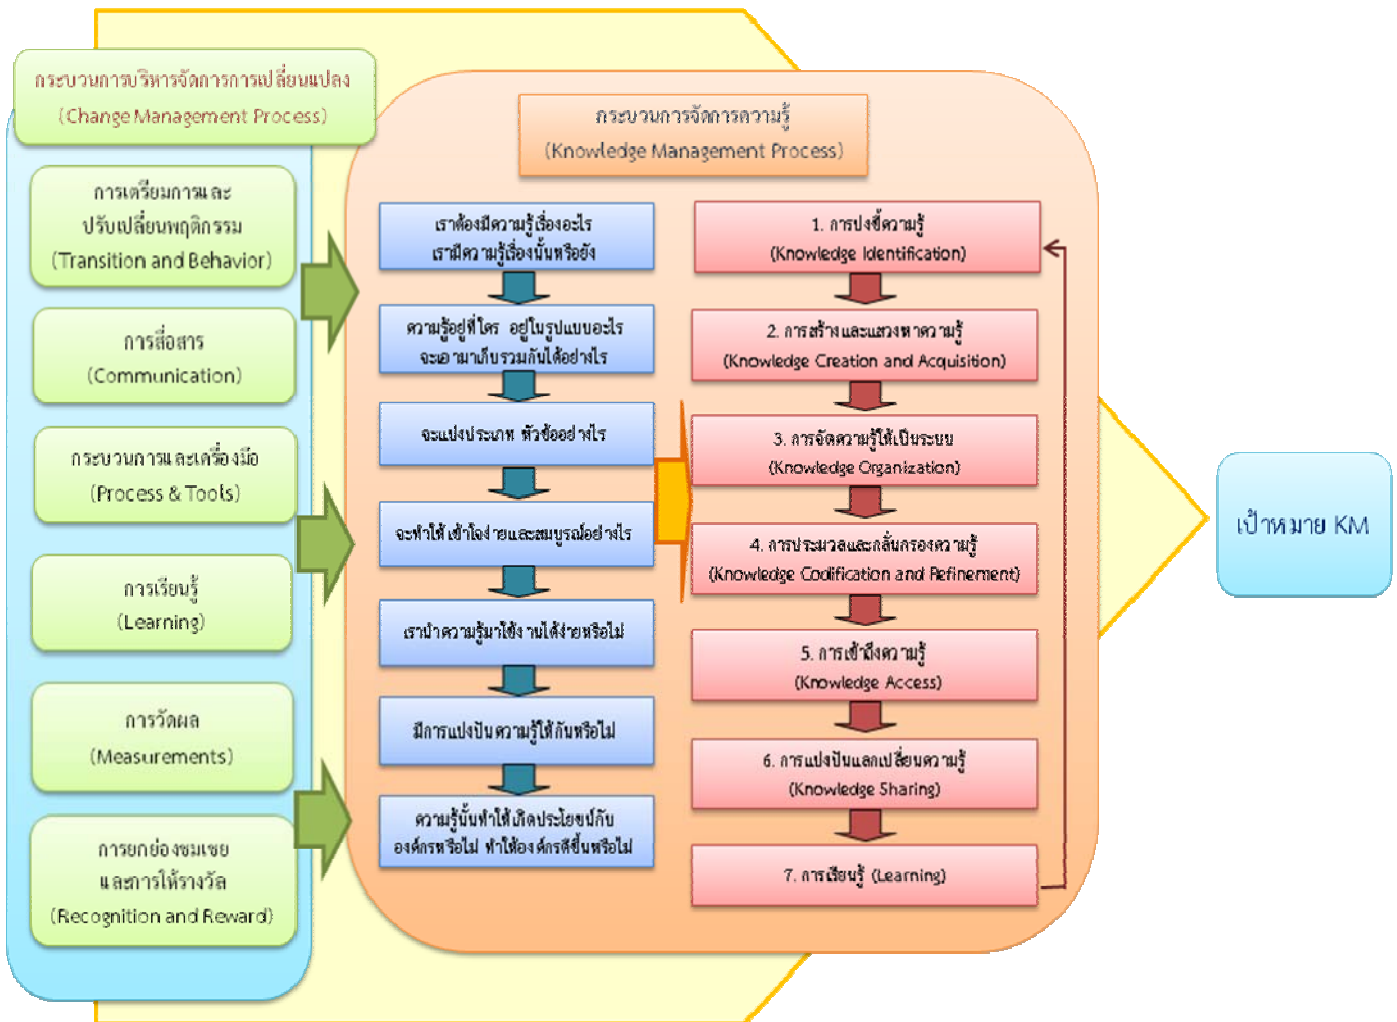 กระบวนการบริหารจัดการการเปลี่ยนแปลง
(Change Management Process)
การเตรียมการและ
ปรับเปลี่ยนพฤติกรรม
(Transition and Behavior)
การสื่อสาร
(Communication)
กระบวนการและเครื่องมือ
(Process & Tools)
การเรียนรู้
(Learning)
การวัดผล
(Measurements)
การยกย่องชมเชย
และการให้รางวัล
(Recognition and Reward)
กระบวนการจัดการความรู้
(Knowledge Management Process)
เราต้องมีความรู้เรื่องอะไร
เรามีความรู้เรื่องนั้นหรือยัง
ความรู้อยู่ที่ใคร อยู่ในรูปแบบอะไร
จะเอามาเก็บรวมกันได้อย่างไร
จะแบ่งประเภท หัวข้ออย่างไร
จะทำให้เข้าใจง่ายและสมบูรณ์อย่างไร
เรานำความรู้มาใช้งานได้ง่ายหรือไม่
มีการแบ่งปันความรู้ให้กันหรือไม่
ความรู้นั้นทำให้เกิดประโยชน์กับ
องค์กรหรือไม่ ทำให้องค์กรดีขึ้นหรือไม่
1. การบ่งชี้ความรู้
(Knowledge Identification)
2. การสร้างและแสวงหาความรู้
(Knowledge Creation and Acquisition)
3. การจัดความรู้ให้เป็นระบบ
(Knowledge Organization)
4. การประมวลและกลั่นกรองความรู้
(Knowledge Codification and Refinement)
5. การเข้าถึงความรู้
(Knowledge Access)
6. การแบ่งปันแลกเปลี่ยนความรู้
(Knowledge Sharing)
7. การเรียนรู้ (Learning)
เป้าหมาย KM